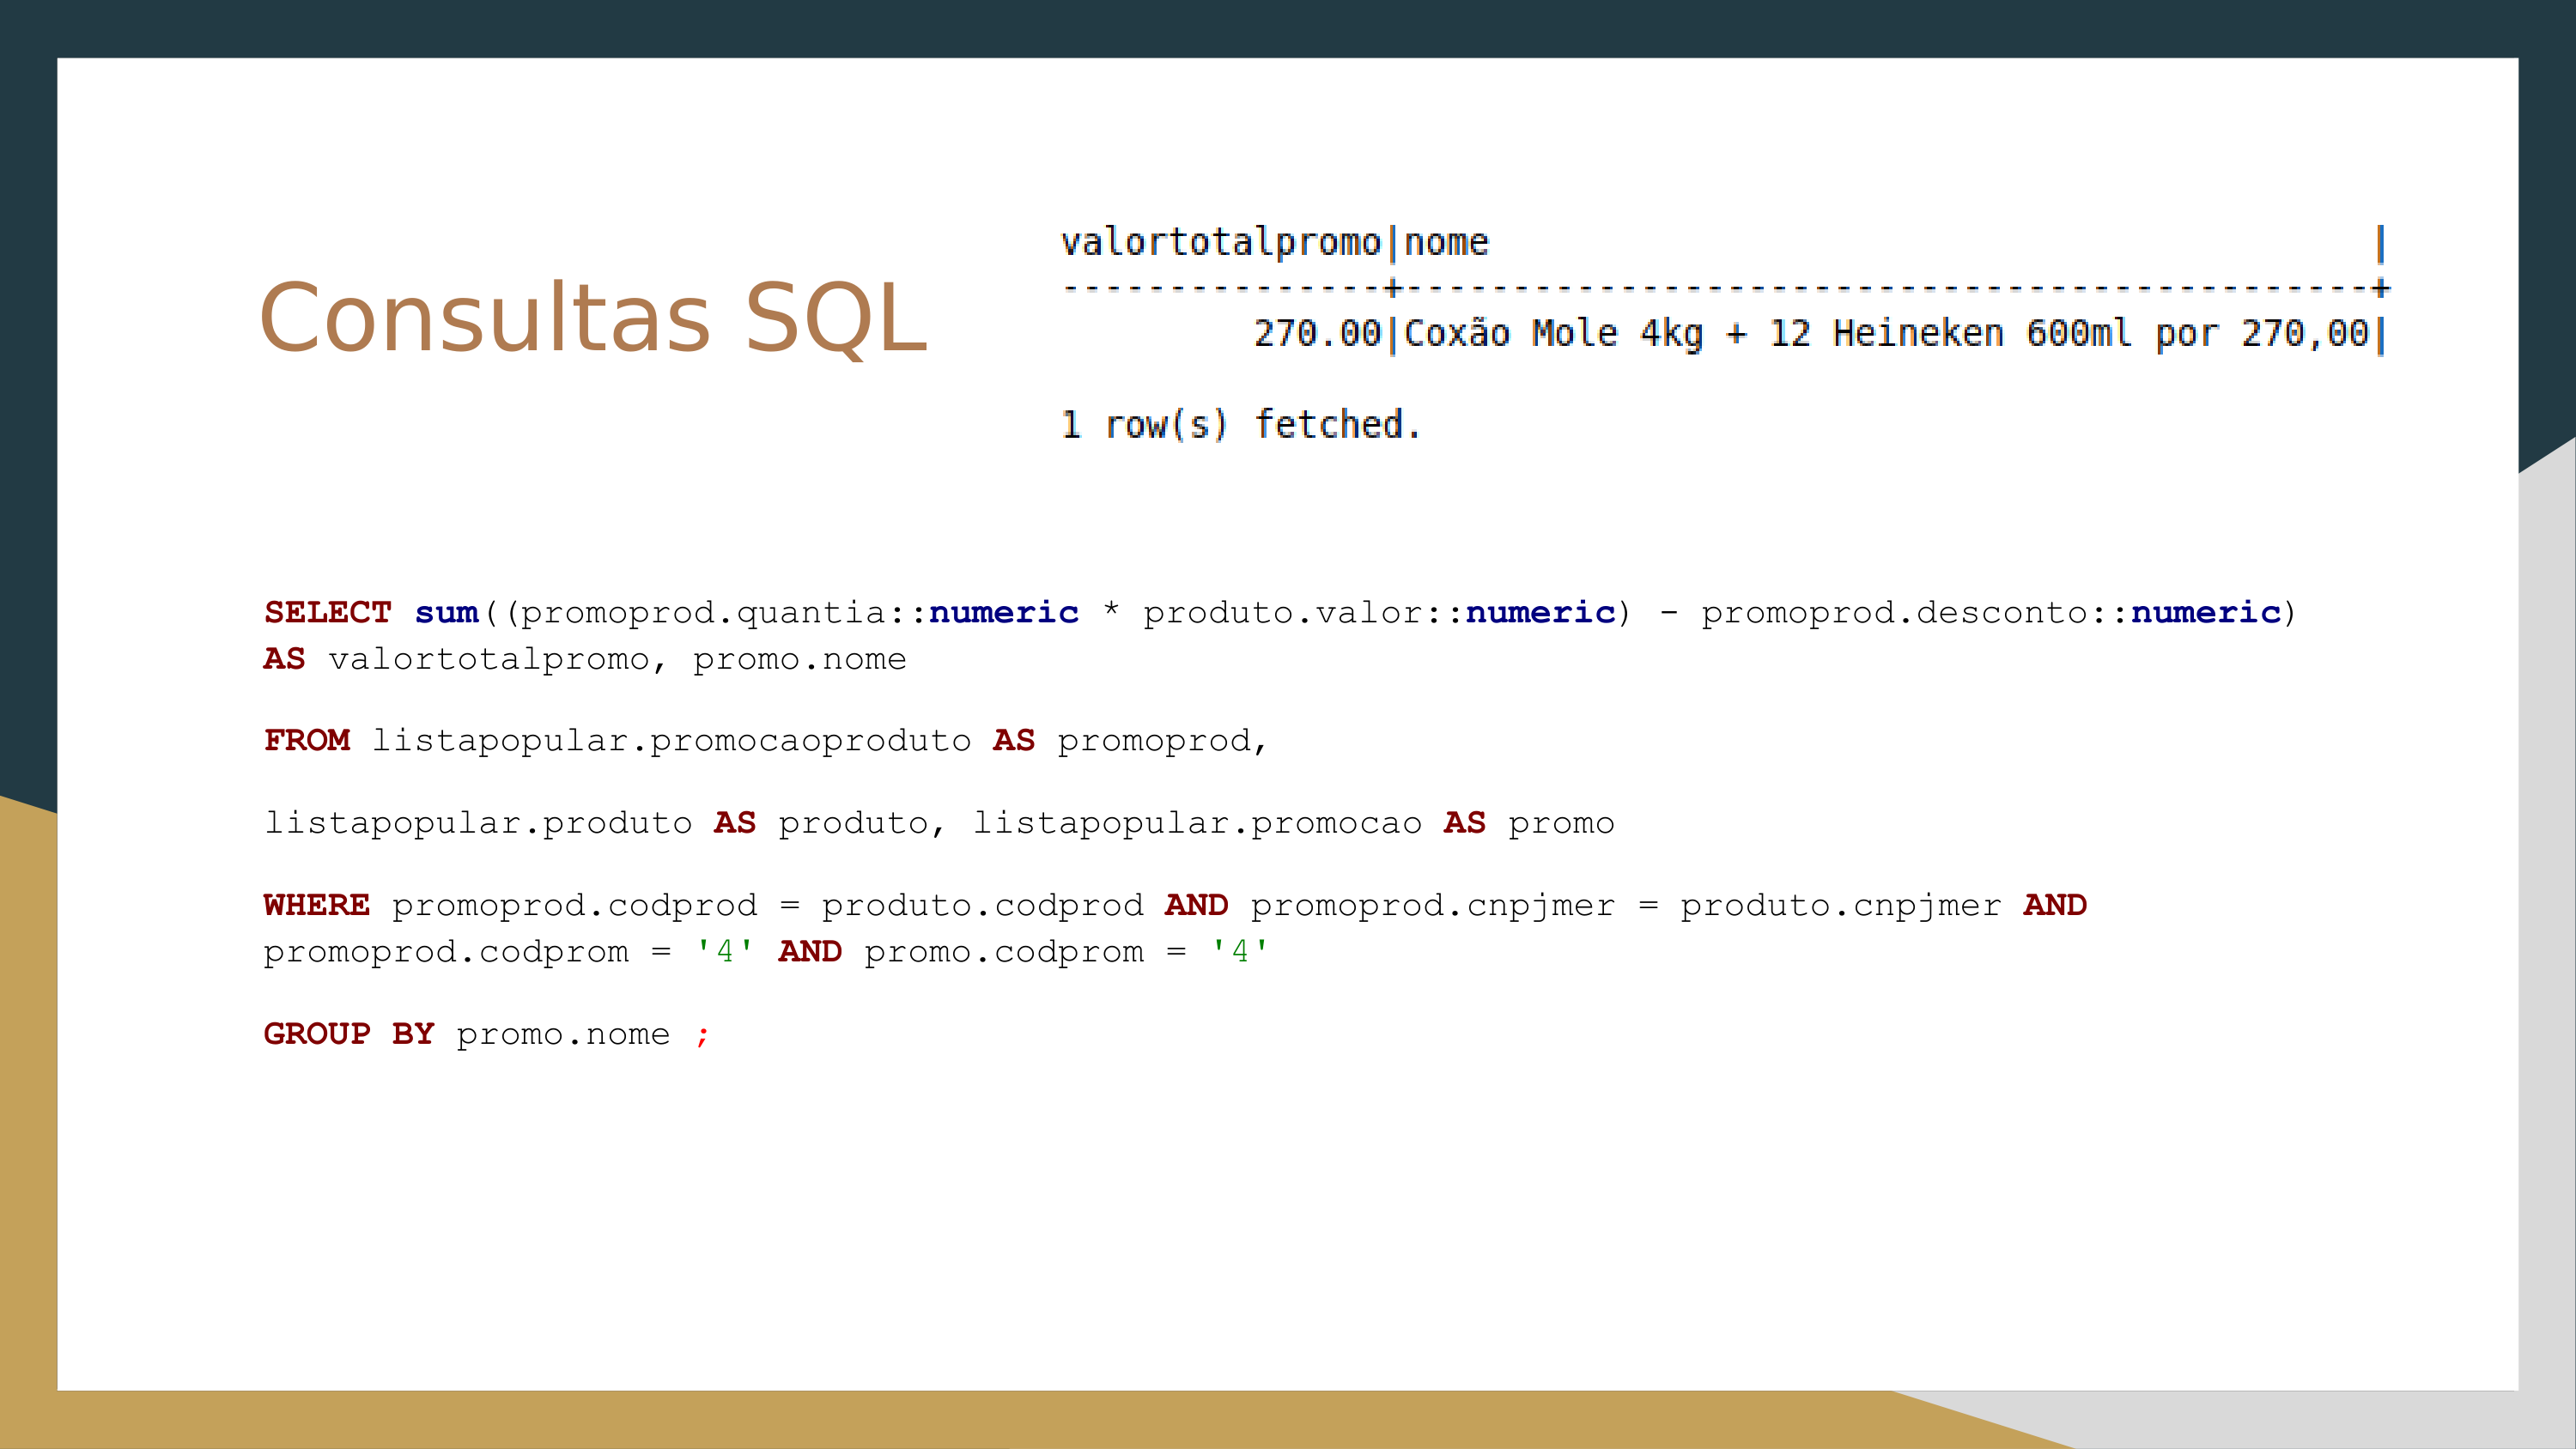 Consultas SQL
valortotalpromo|nome                                         |
---------------+---------------------------------------------+
         270.00|Coxão Mole 4kg + 12 Heineken 600ml por 270,00|
1 row(s) fetched.
SELECT sum((promoprod.quantia::numeric * produto.valor::numeric) - promoprod.desconto::numeric)
AS valortotalpromo, promo.nome
FROM listapopular.promocaoproduto AS promoprod,
listapopular.produto AS produto, listapopular.promocao AS promo
WHERE promoprod.codprod = produto.codprod AND promoprod.cnpjmer = produto.cnpjmer AND
promoprod.codprom = '4' AND promo.codprom = '4'
GROUP BY promo.nome ;